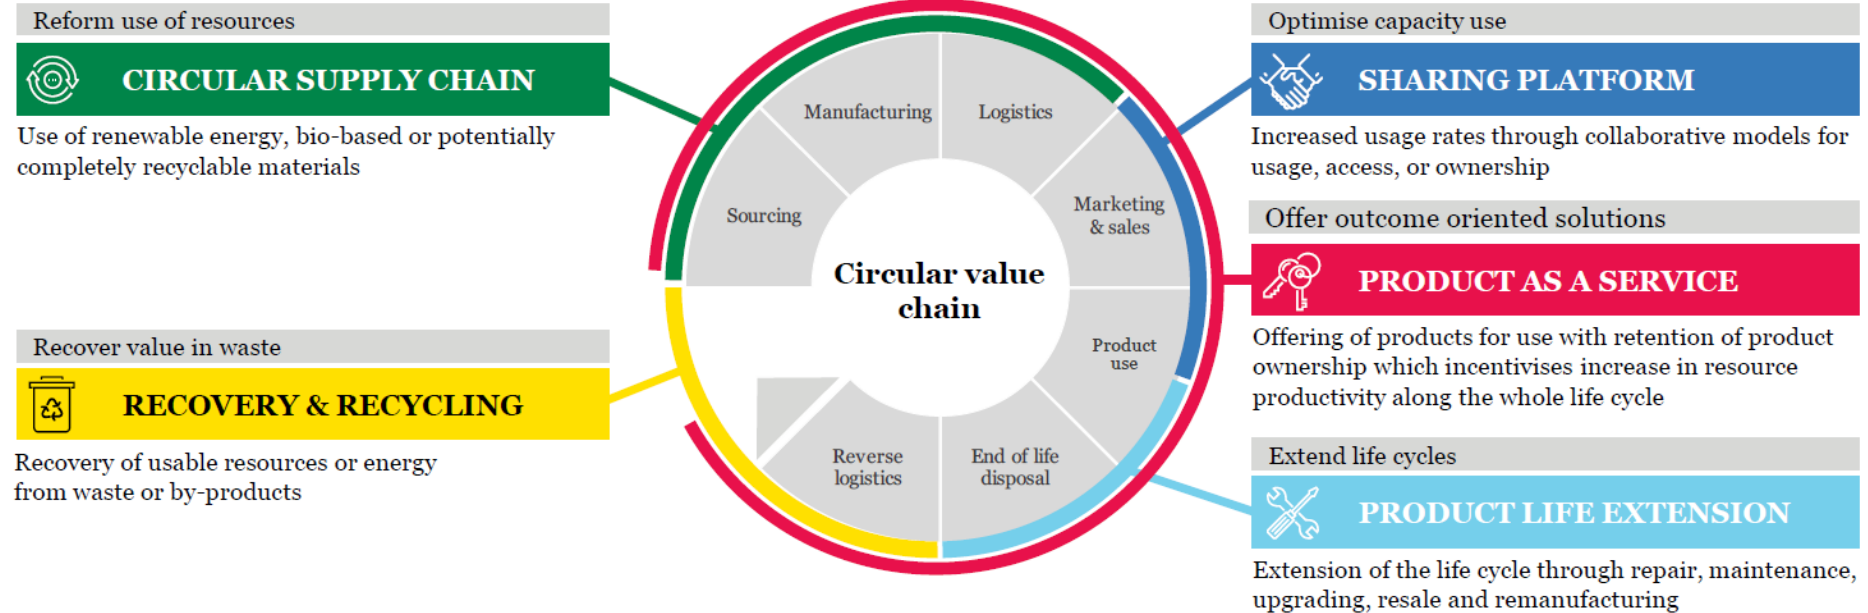 Reform use of resources
CIRCULAR SUPPLY CHAIN
Use of renewable energy, bio-based or potentially
completely recyclable materials
Recover value in waste
RECOVERY & RECYCLING
Recovery of usable resources or energy
from waste or by-products
Manufacturing
Logistics
Sourcing
Marketing
& sales
Circular value
chain
Product
use
Reverse
logistics
End of life
disposal
Optimise capacity use
SHARING PLATFORM
Increased usage rates through collaborative models for
usage, access, or ownership
Offer outcome oriented solutions
PRODUCT AS A SERVICE
Offering of products for use with retention of product
ownership which incentivises increase in resource
productivity along the whole life cycle
Extend life cycles
PRODUCT LIFE EXTENSION
Extension of the life cycle through repair, maintenance,
upgrading, resale and remanufacturing